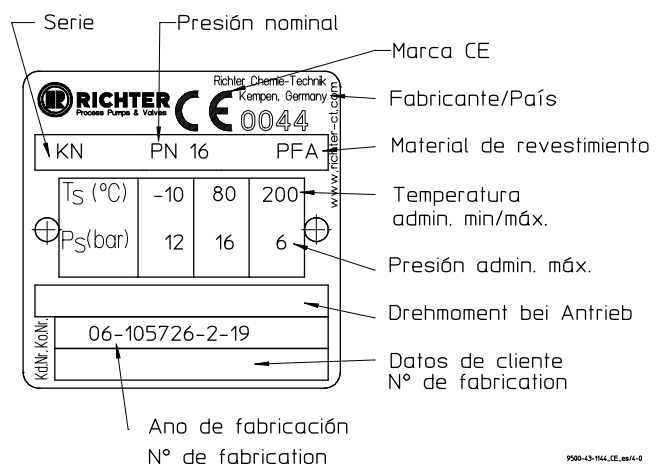 Serie
Presión nominal
Marca CE
Richter Chemie-Technik
Kempen, Germany
RICHTER
Process Pumps & Valves
CE
0044
Fabricante/País
www.richter-ct.com
KN PN 16 PFA
Material de revestimiento
TS (°C) -10 80 200
Temperatura
admin. min/máx.
PS(bar) 12 16 6
Presión admin. máx.
Drehmoment bei Antrieb
Kd.Nr. Ko.Nr.
06-105726-2-19
Datos de cliente
N° de fabrication
Ano de fabricación
N° de fabrication
9500-43-1144_CE_es/4-0